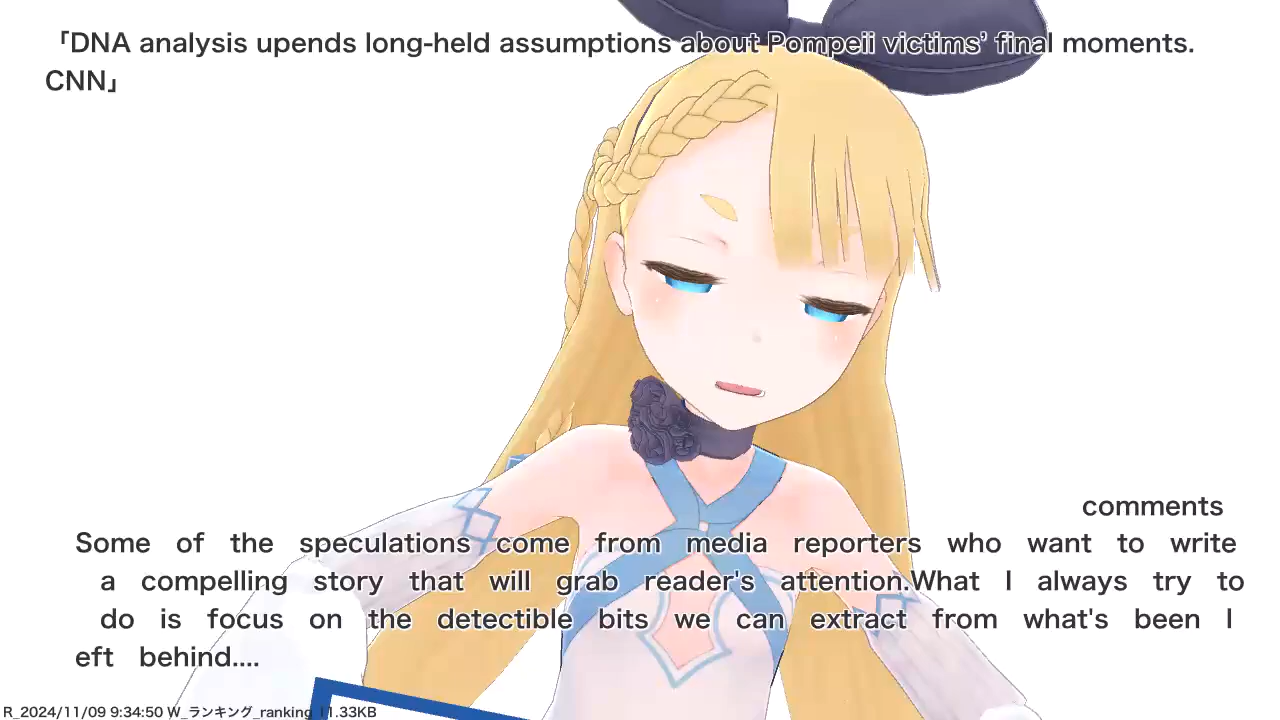 「DNA analysis upends long-held assumptions about Pompeii victims' final moments.
CNN」
comments
Some of the speculations come from media reporters who want to write
a compelling story that will grab reader's attention.What I always try to
do is focus on the detectible bits we can extract from what's been l
eft behind....
R_2024/11/09 9:34:50 W_ランキング_ranking 11.33KB